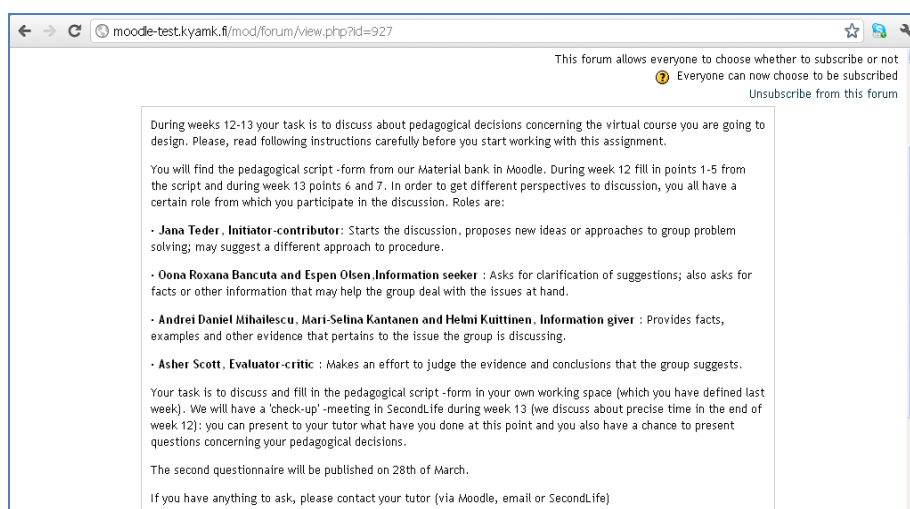 moodle-test.kyamk.fi/mod/forum/view.php?id=927
This forum allows everyone to choose whether to subscribe or not
Everyone can now choose to be subscribed
Unsubscribe from this forum
During weeks 12-13 your task is to discuss about pedagogical decisions concerning the virtual course you are going to
design. Please, read following instructions carefully before you start working with this assignment.
You will find the pedagogical script -form from our Material bank in Moodle. During week 12 fill in points 1-5 from
the script and during week 13 points 6 and 7. In order to get different perspectives to discussion, you all have a
certain role from which you participate in the discussion. Roles are:
· Jana Teder, Initiator-contributor: Starts the discussion, proposes new ideas or approaches to group problem
solving; may suggest a different approach to procedure.
· Oona Roxana Bancuta and Espen Olsen,Information seeker : Asks for clarification of suggestions; also asks for
facts or other information that may help the group deal with the issues at hand.
· Andrei Daniel Mihailescu, Mari-Selina Kantanen and Helmi Kuittinen, Information giver : Provides facts,
examples and other evidence that pertains to the issue the group is discussing.
· Asher Scott, Evaluator-critic : Makes an effort to judge the evidence and conclusions that the group suggests.
Your task is to discuss and fill in the pedagogical script -form in your own working space (which you have defined last
week). We will have a 'check-up' -meeting in SecondLife during week 13 (we discuss about precise time in the end of
week 12): you can present to your tutor what have you done at this point and you also have a chance to present
questions concerning your pedagogical decisions.
The second questionnaire will be published on 28th of March.
If you have anything to ask, please contact your tutor (via Moodle, email or SecondLife)